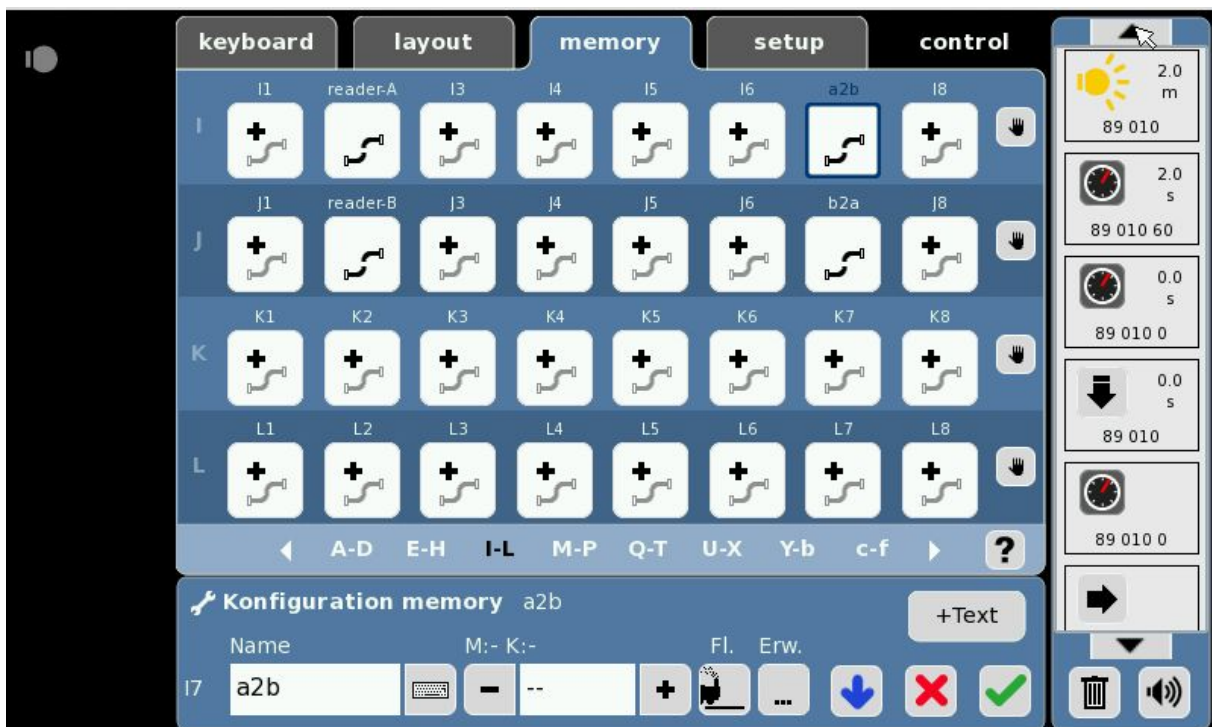 keyboard layout memory setup control
I1 reader-A I3 I4 I5 I6 a2b I8
I
J1 reader-B J3 J4 J5 J6 b2a J8
J
K1 K2 K3 K4 K5 K6 K7 K8
K
L1 L2 L3 L4 L5 L6 L7 L8
L
A-D E-H I-L M-P Q-T U-X Y-b c-f ?
Konfiguration memory a2b
+Text
Name M:- K:- Fl. Erw.
I7 a2b -- ...
2.0
m
89 010
2.0
s
89 010 60
0.0
s
89 010 0
0.0
s
89 010
89 010 0